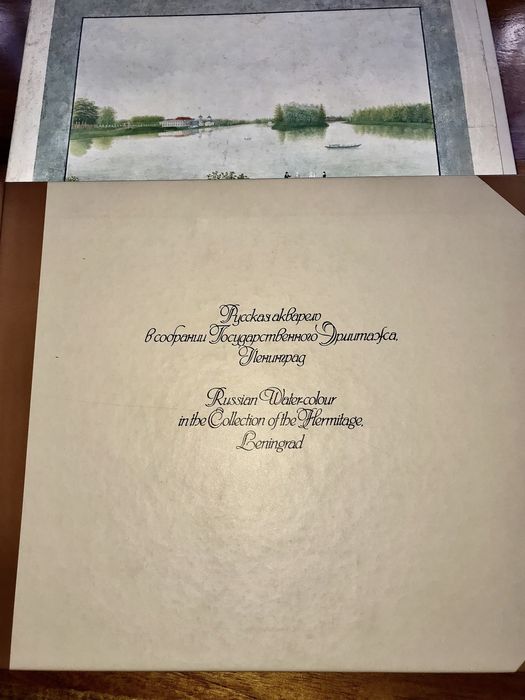 Русская акварель
в собрании Государственного Эрмитажа,
Ленинград
Russian Water-colour
in the Collection of the Hermitage,
Leningrad